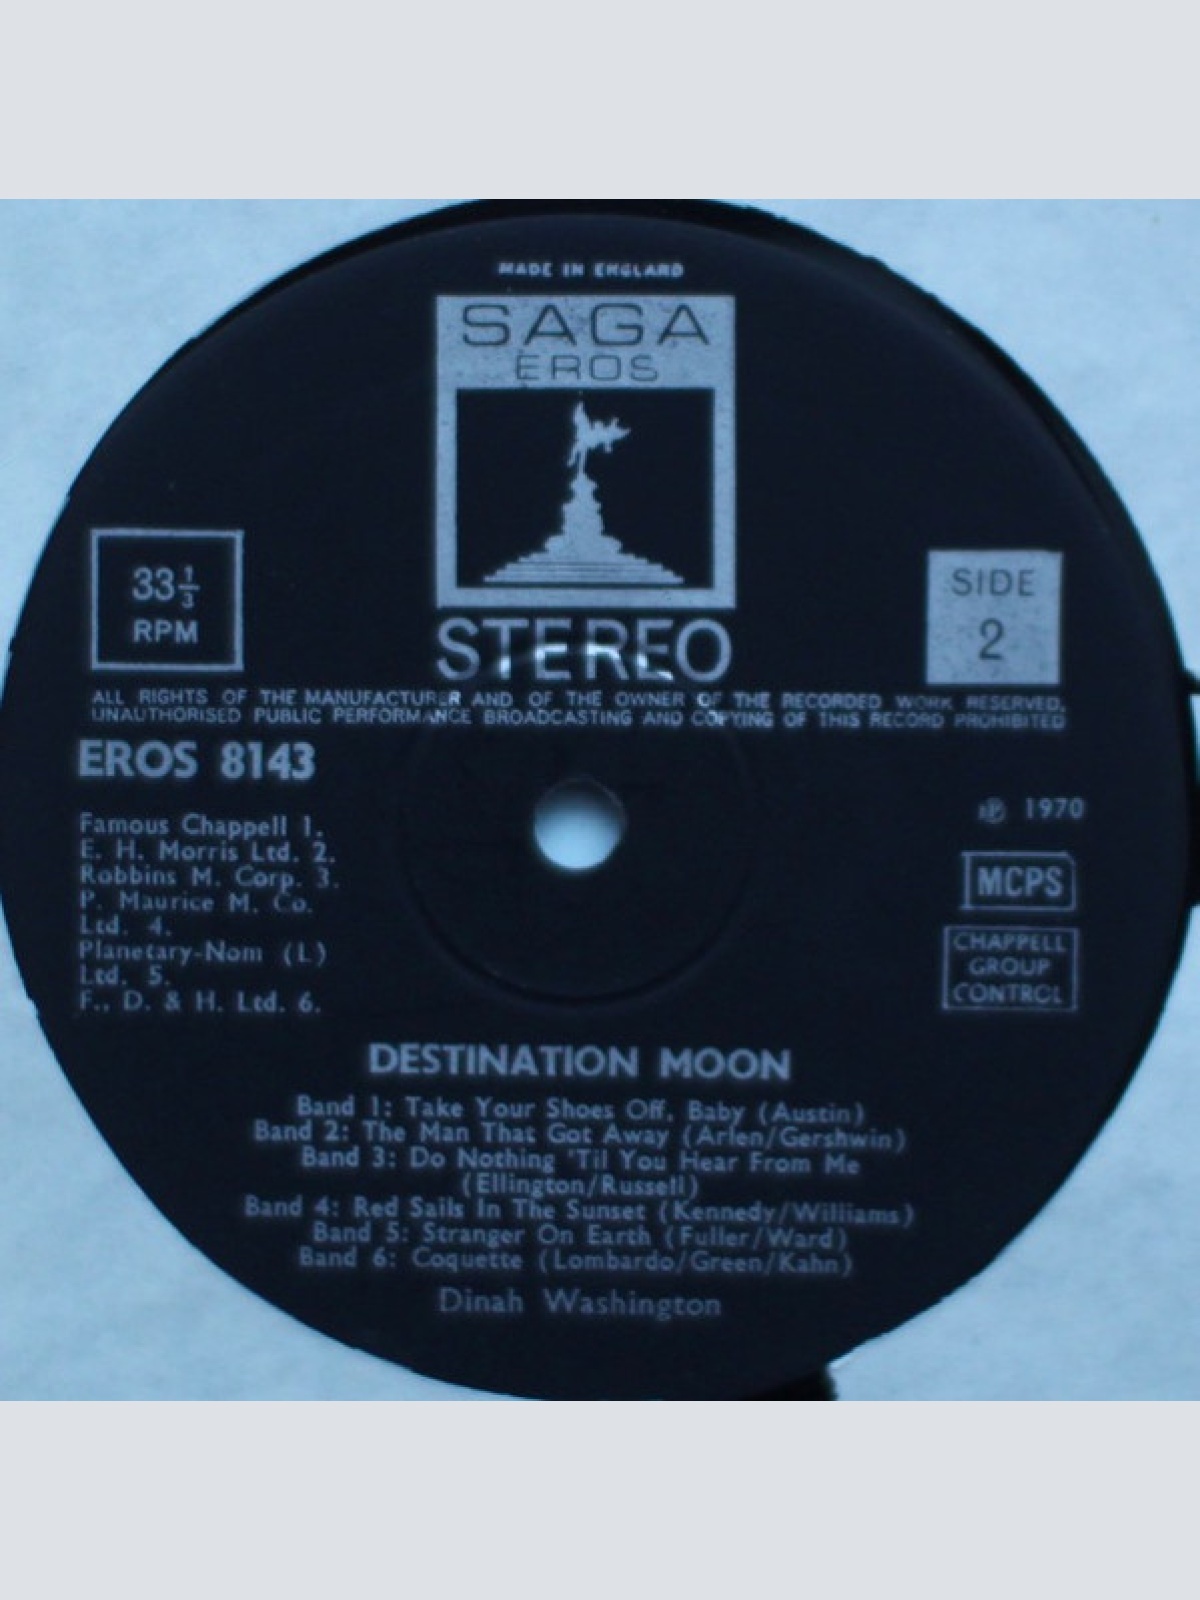 MADE IN ENGLAND
SAGA
EROS
33⅓
RPM
STEREO
SIDE
2
ALL RIGHTS OF THE MANUFACTURER AND OF THE OWNER OF THE RECORDED WORK RESERVED.
UNAUTHORISED PUBLIC PERFORMANCE BROADCASTING AND COPYING OF THIS RECORD PROHIBITED
EROS 8143
Famous Chappell 1.
E. H. Morris Ltd. 2.
Robbins M. Corp. 3.
P. Maurice M. Co.
Ltd. 4.
Planetary-Nom (L)
Ltd. 5.
F., D. & H. Ltd. 6.
℗ 1970
MCPS
CHAPPELL
GROUP
CONTROL
DESTINATION MOON
Band 1: Take Your Shoes Off, Baby (Austin)
Band 2: The Man That Got Away (Arlen/Gershwin)
Band 3: Do Nothing 'Til You Hear From Me
(Ellington/Russell)
Band 4: Red Sails In The Sunset (Kennedy/Williams)
Band 5: Stranger On Earth (Fuller/Ward)
Band 6: Coquette (Lombardo/Green/Kahn)
Dinah Washington